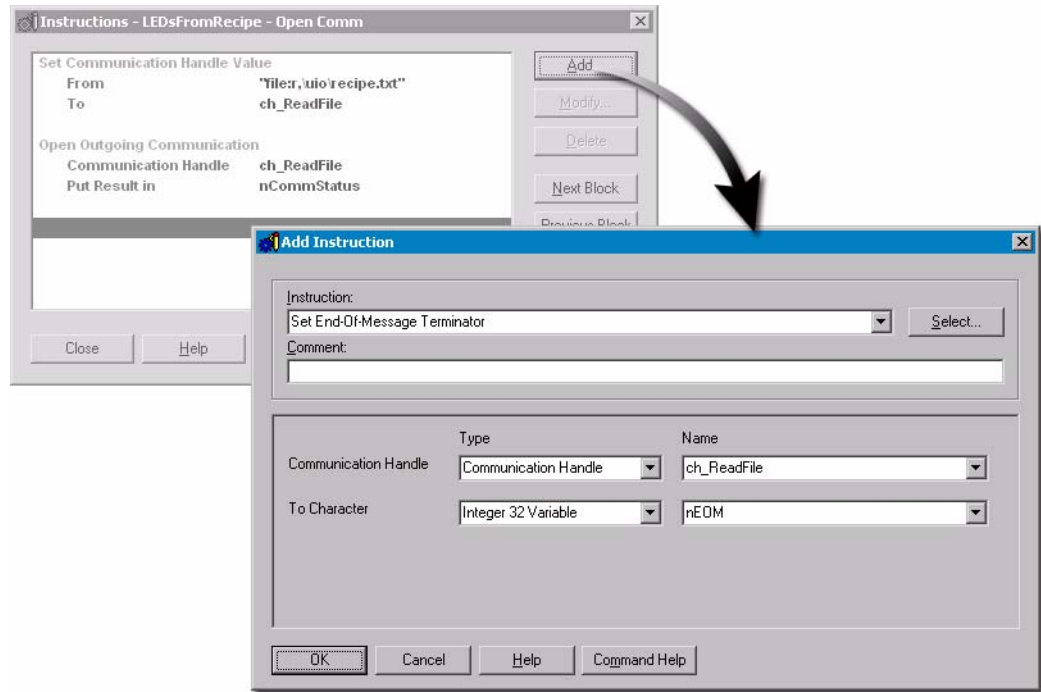 Instructions - LEDsFromRecipe - Open Comm
Set Communication Handle Value
From "file:r,\uio\recipe.txt"
To ch_ReadFile
Open Outgoing Communication
Communication Handle ch_ReadFile
Put Result in nCommStatus
Add...
Modify...
Delete
Next Block
Previous Block
Close
Help
Add Instruction
Instruction:
Set End-Of-Message Terminator
Select...
Comment:
Type Name
Communication Handle Communication Handle ch_ReadFile
To Character Integer 32 Variable nEOM
OK Cancel Help Command Help